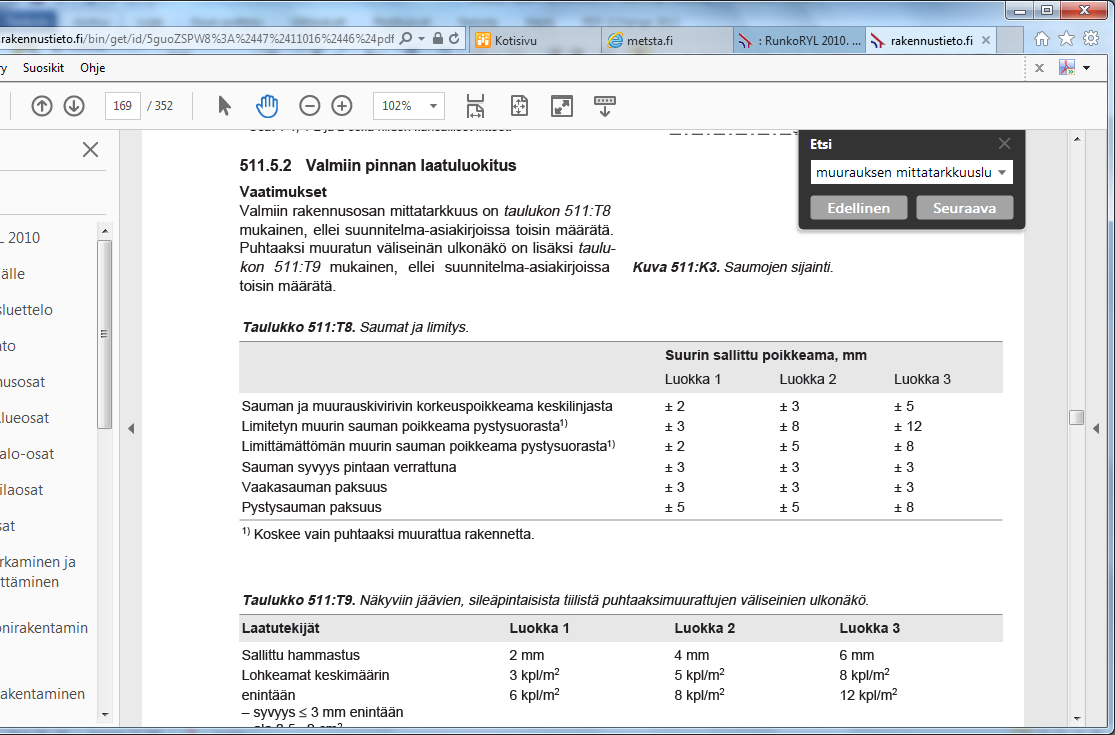 rakennustieto.fi/bin/get/id/5guoZSPW8%3A%2447%2411016%2446%24.pdf
Kotisivu
metsta.fi
: RunkoRYL 2010. ...
rakennustieto.fi
Suosikit Ohje
169 / 352
102%
Etsi
muurauksen mittatarkkuuslu
Edellinen Seuraava
L 2010
älle
sluettelo
to
nusosat
Alueosat
alo-osat
ilaosat
sat
rkaminen ja
ttäminen
nirakentamin
akentaminen
511.5.2 Valmiin pinnan laatuluokitus
Vaatimukset
Valmiin rakennusosan mittatarkkuus on taulukon 511:T8
mukainen, ellei suunnitelma-asiakirjoissa toisin määrätä.
Puhtaaksi muuratun väliseinän ulkonäkö on lisäksi taulu-
kon 511:T9 mukainen, ellei suunnitelma-asiakirjoissa
toisin määrätä.
Kuva 511:K3. Saumojen sijainti.
Taulukko 511:T8. Saumat ja limitys.
Suurin sallittu poikkeama, mm
Luokka 1 Luokka 2 Luokka 3
Sauman ja muurauskivirivin korkeuspoikkeama keskilinjasta ± 2 ± 3 ± 5
Limitetyn muurin sauman poikkeama pystysuorasta1) ± 3 ± 8 ± 12
Limittämättömän muurin sauman poikkeama pystysuorasta1) ± 2 ± 5 ± 8
Sauman syvyys pintaan verrattuna ± 3 ± 3 ± 3
Vaakasauman paksuus ± 3 ± 3 ± 3
Pystysauman paksuus ± 5 ± 5 ± 8
1) Koskee vain puhtaaksi muurattua rakennetta.
Taulukko 511:T9. Näkyviin jäävien, sileäpintaisista tiilistä puhtaaksimuurattujen väliseinien ulkonäkö.
Laatutekijät Luokka 1 Luokka 2 Luokka 3
Sallittu hammastus 2 mm 4 mm 6 mm
Lohkeamat keskimäärin 3 kpl/m² 5 kpl/m² 8 kpl/m²
enintään 6 kpl/m² 8 kpl/m² 12 kpl/m²
– syvyys ≤ 3 mm enintään